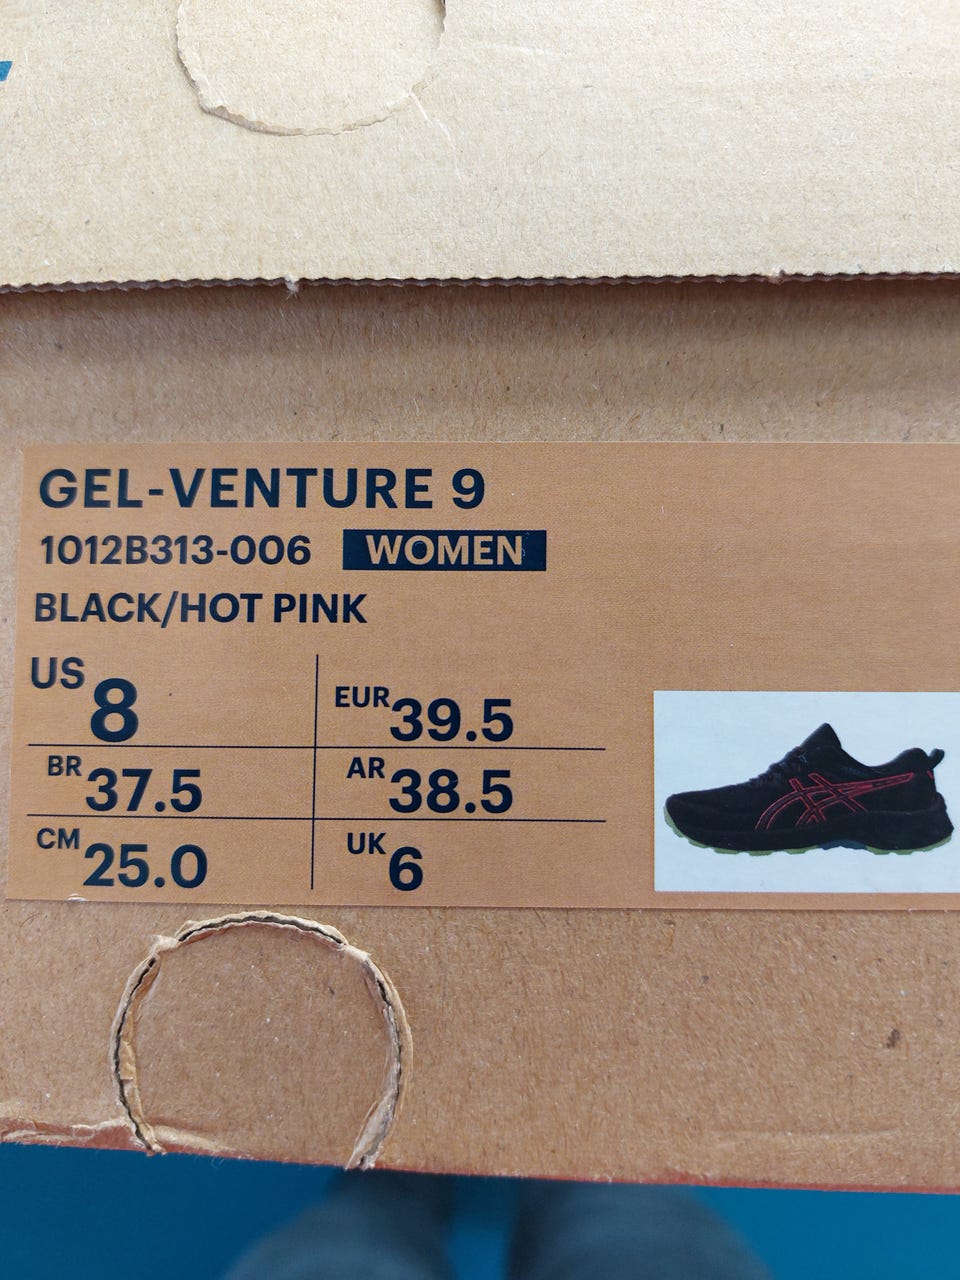 GEL-VENTURE 9
1012B313-006 WOMEN
BLACK/HOT PINK
US 8 EUR 39.5
BR 37.5 AR 38.5
CM 25.0 UK 6